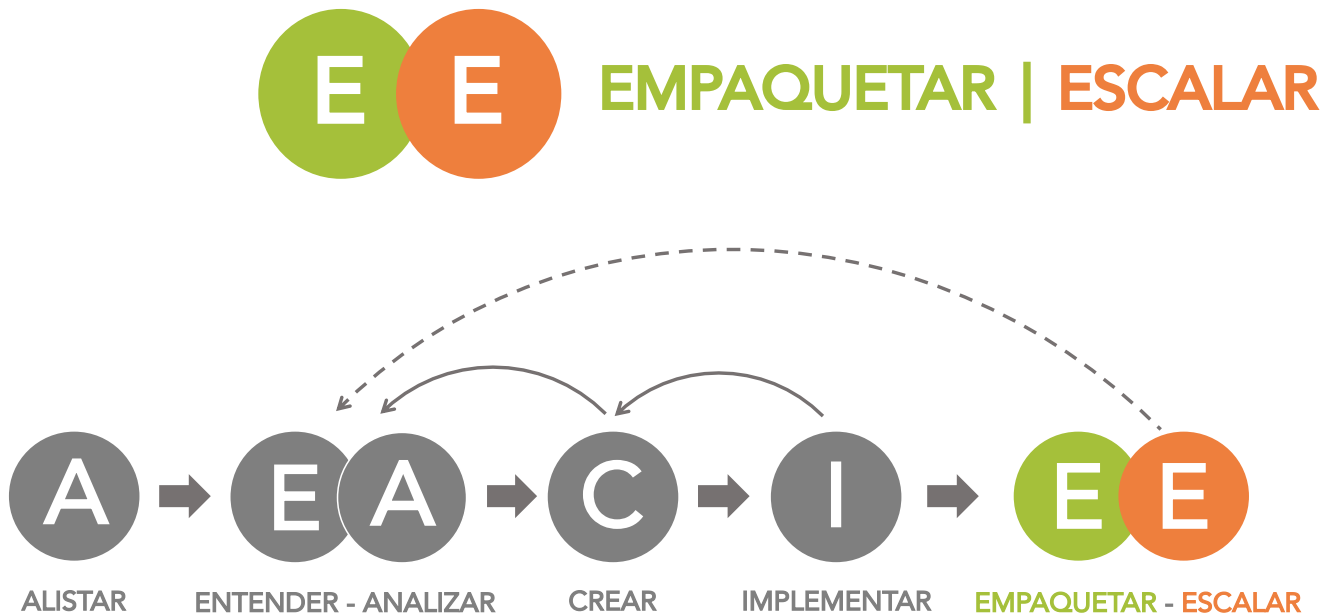 E E EMPAQUETAR | ESCALAR
A E A C I E E
ALISTAR ENTENDER - ANALIZAR CREAR IMPLEMENTAR EMPAQUETAR - ESCALAR